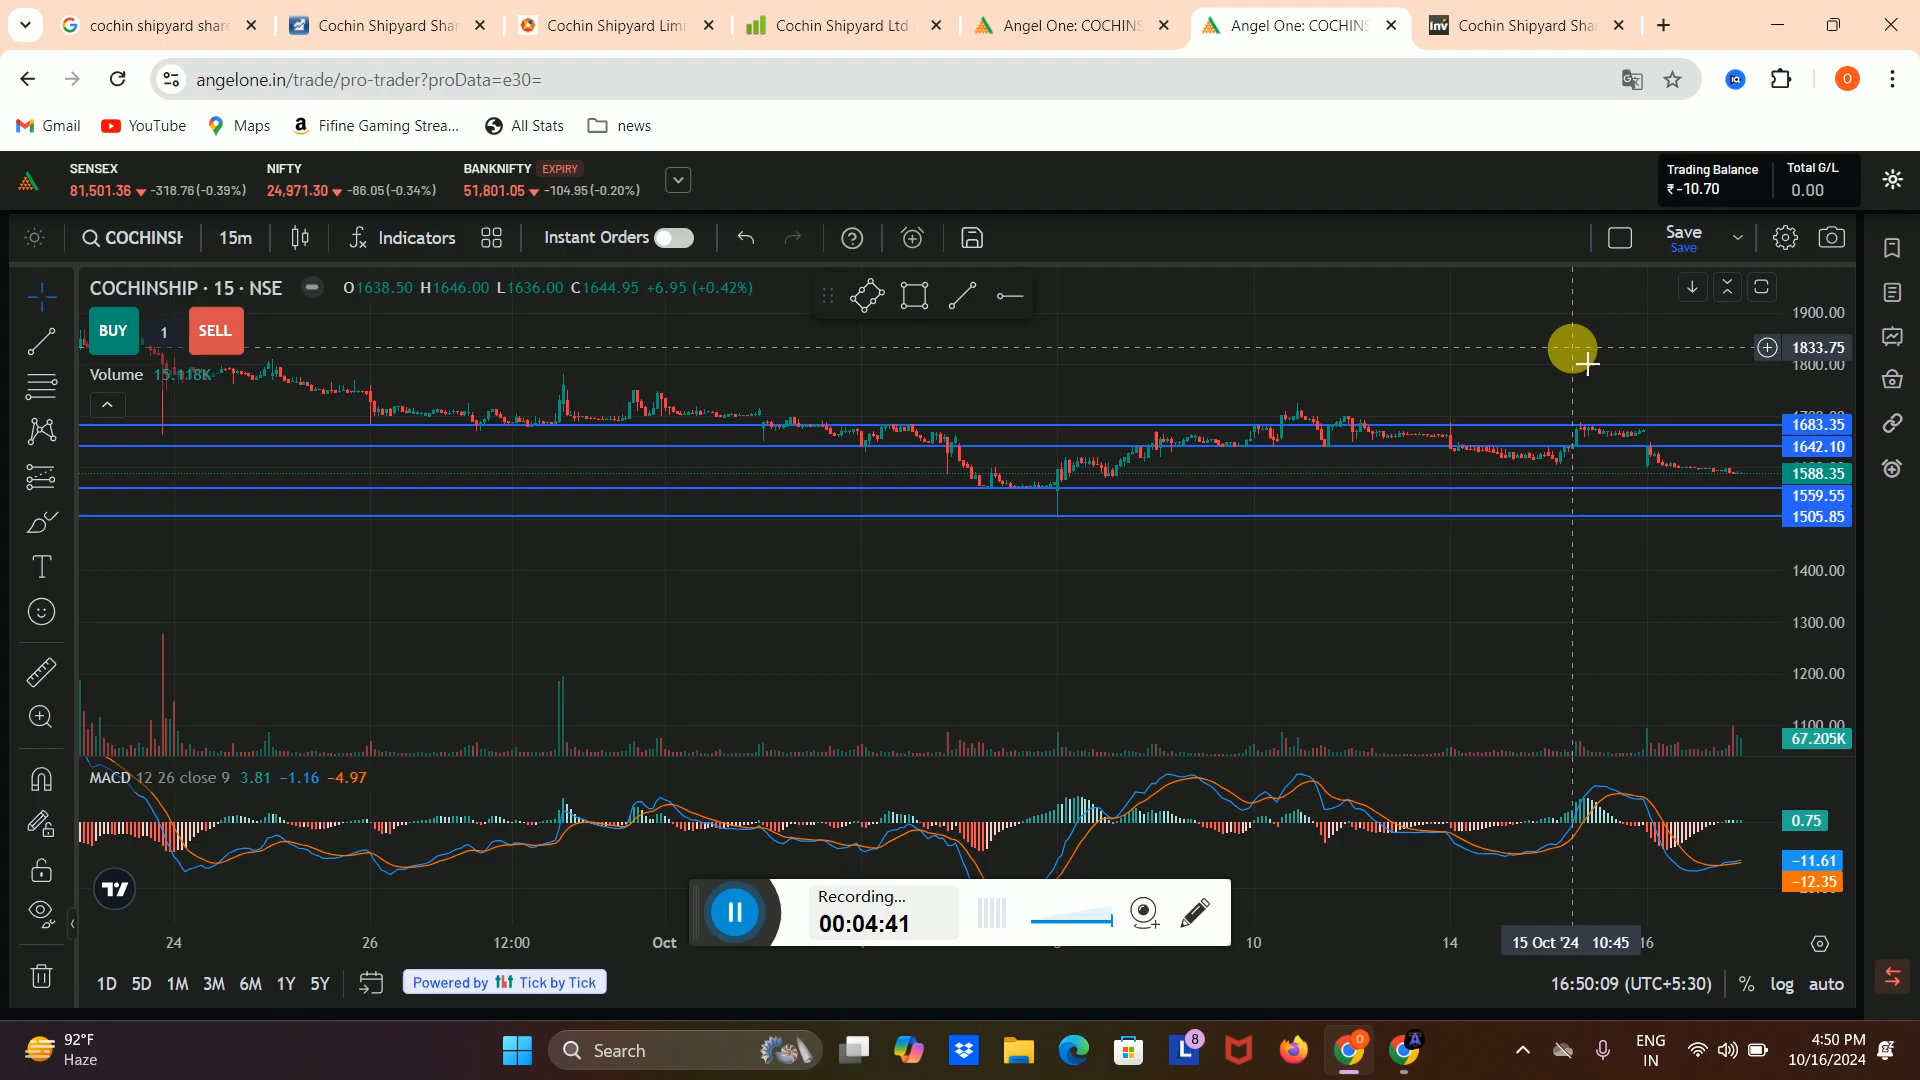 cochin shipyard share
Cochin Shipyard Sha
Cochin Shipyard Limi
Cochin Shipyard Ltd
Angel One: COCHINS
Angel One: COCHINS
Inv
Cochin Shipyard Sha
angelone.in/trade/pro-trader?proData=e30=
O
Gmail
YouTube
Maps
Fifine Gaming Strea...
All Stats
news
SENSEX
81,501.36 -318.76 (-0.39%)
NIFTY
24,971.30 -86.05 (-0.34%)
BANKNIFTY EXPIRY
51,801.05 -104.95 (-0.20%)
Trading Balance
₹ -10.70
Total G/L
0.00
COCHINSH
15m
Indicators
Instant Orders
Save
Save
COCHINSHIP · 15 · NSE
O1638.50 H1646.00 L1636.00 C1644.95 +6.95 (+0.42%)
BUY
1
SELL
Volume 15.118K
1900.00
1833.75
1800.00
1683.35
1642.10
1588.35
1559.55
1505.85
1400.00
1300.00
1200.00
1100.00
67.205K
MACD 12 26 close 9 3.81 −1.16 −4.97
0.75
−11.61
−12.35
Recording...
00:04:41
24
26
12:00
Oct
10
14
15 Oct '24 10:45
16
1D 5D 1M 3M 6M 1Y 5Y
Powered by Tick by Tick
16:50:09 (UTC+5:30)
%
log
auto
92°F
Haze
Search
8
ENG
IN
4:50 PM
10/16/2024